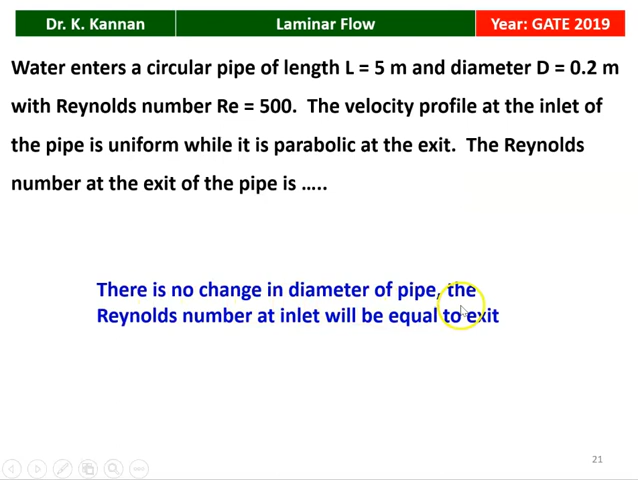 Dr. K. Kannan
Laminar Flow
Year: GATE 2019
Water enters a circular pipe of length L = 5 m and diameter D = 0.2 m
with Reynolds number Re = 500. The velocity profile at the inlet of
the pipe is uniform while it is parabolic at the exit. The Reynolds
number at the exit of the pipe is …..
There is no change in diameter of pipe, the
Reynolds number at inlet will be equal to exit
21